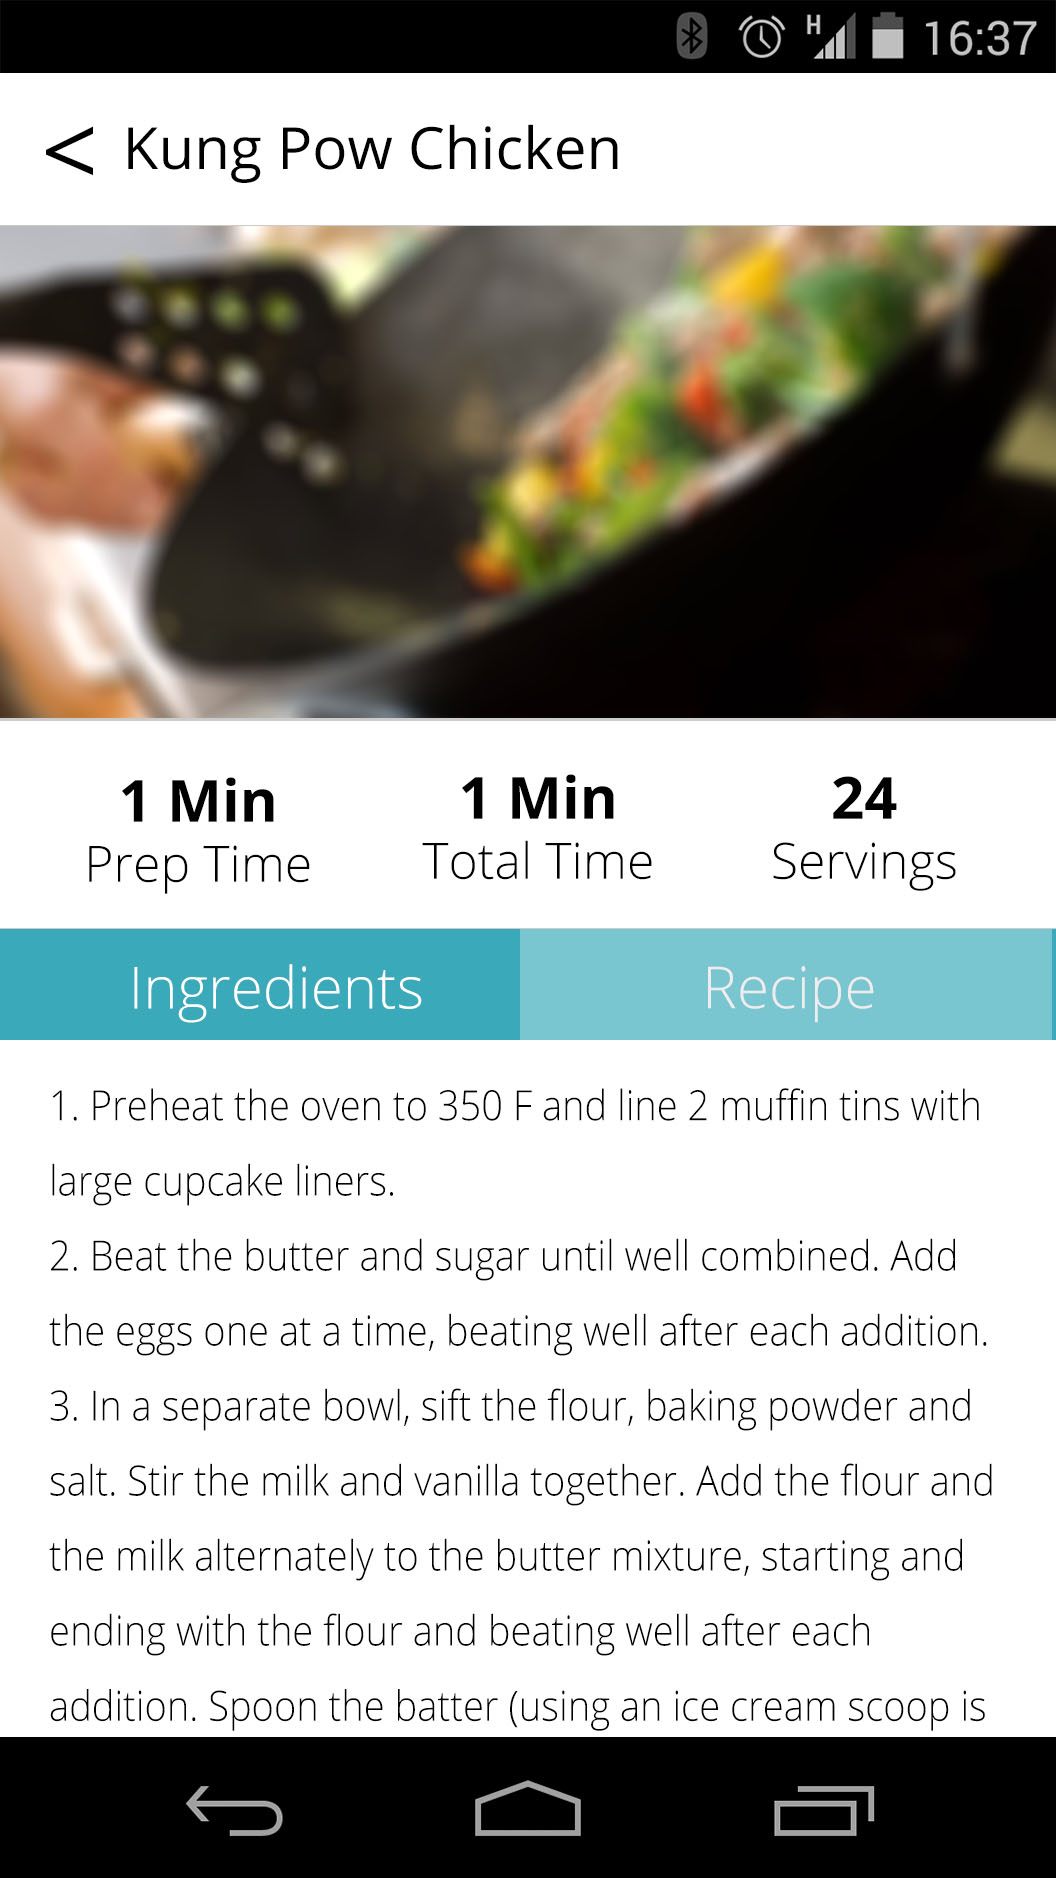 H 16:37
< Kung Pow Chicken
1 Min 1 Min 24
Prep Time Total Time Servings
Ingredients Recipe
1. Preheat the oven to 350 F and line 2 muffin tins with
large cupcake liners.
2. Beat the butter and sugar until well combined. Add
the eggs one at a time, beating well after each addition.
3. In a separate bowl, sift the flour, baking powder and
salt. Stir the milk and vanilla together. Add the flour and
the milk alternately to the butter mixture, starting and
ending with the flour and beating well after each
addition. Spoon the batter (using an ice cream scoop is